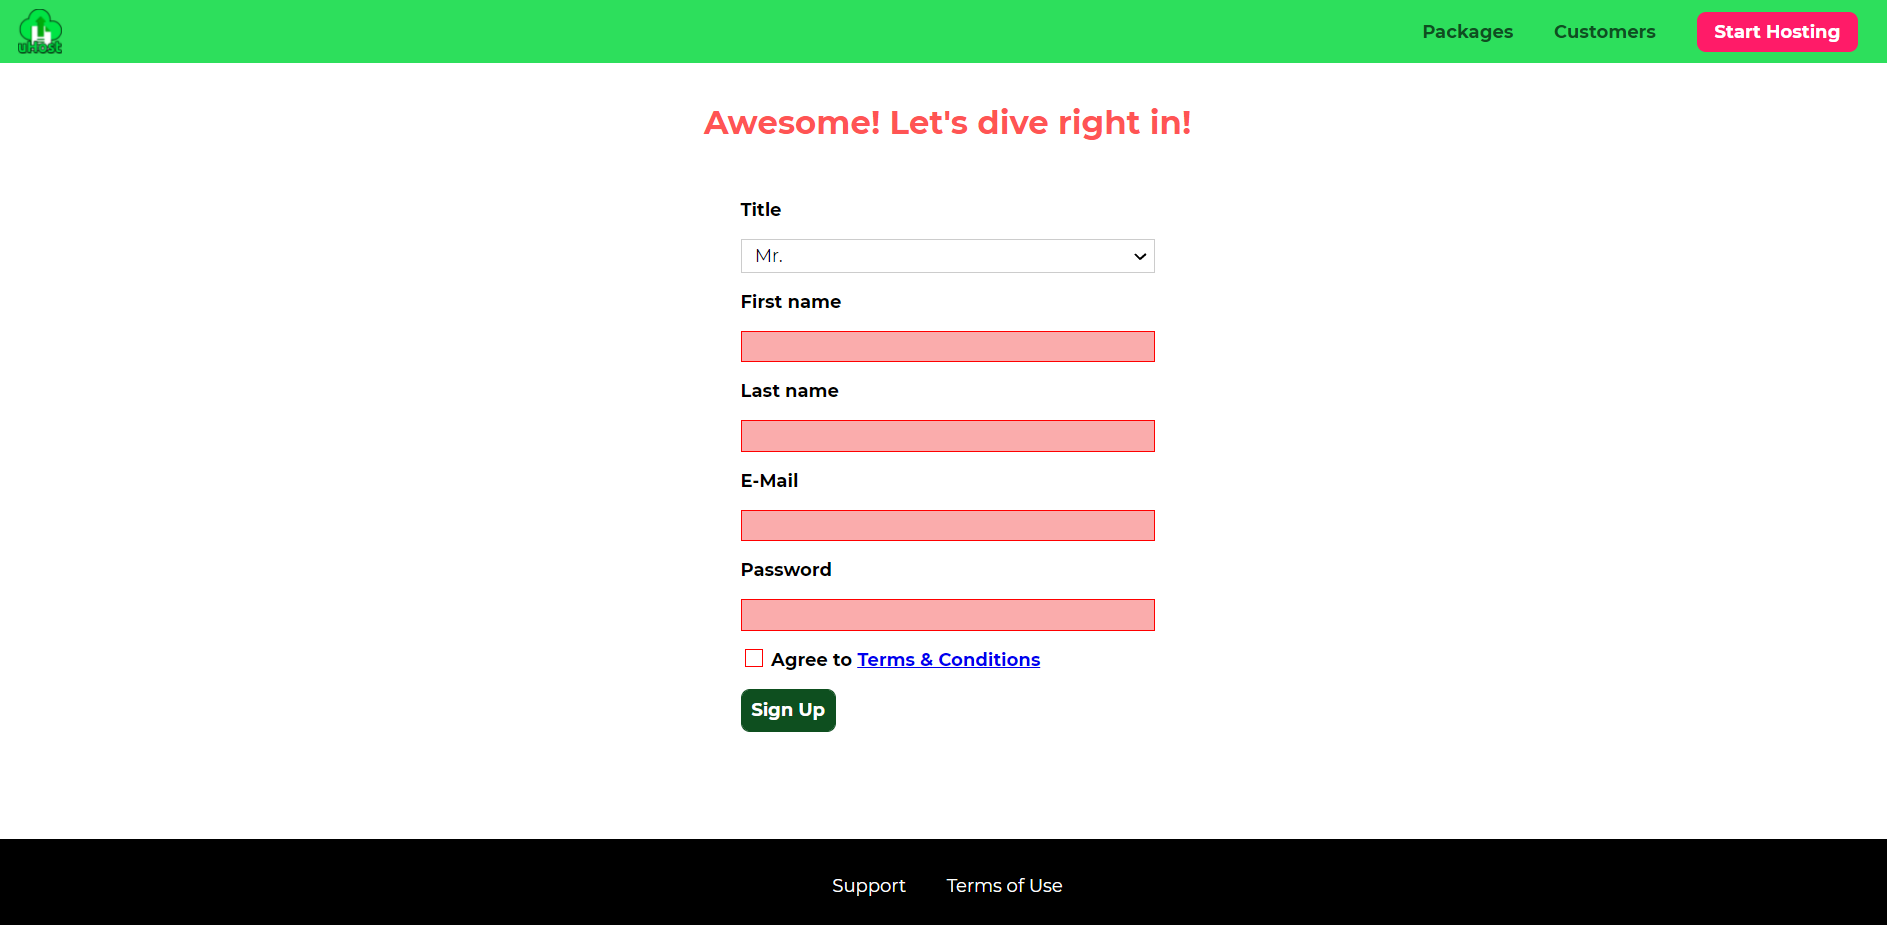 uHost
Packages Customers Start Hosting
Awesome! Let's dive right in!
Title
Mr.
First name
Last name
E-Mail
Password
Agree to Terms & Conditions
Sign Up
Support Terms of Use